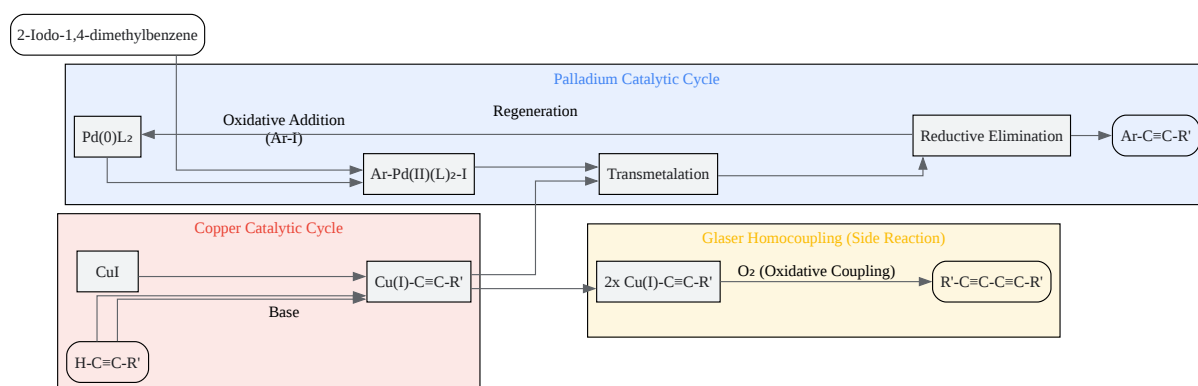 2-Iodo-1,4-dimethylbenzene
Palladium Catalytic Cycle
Regeneration
Oxidative Addition
(Ar-I)
Pd(0)L₂
Reductive Elimination
Ar-C≡C-R'
Ar-Pd(II)(L)₂-I
Transmetalation
Copper Catalytic Cycle
CuI
Cu(I)-C≡C-R'
Base
H-C≡C-R'
Glaser Homocoupling (Side Reaction)
2x Cu(I)-C≡C-R'
O₂ (Oxidative Coupling)
R'-C≡C-C≡C-R'